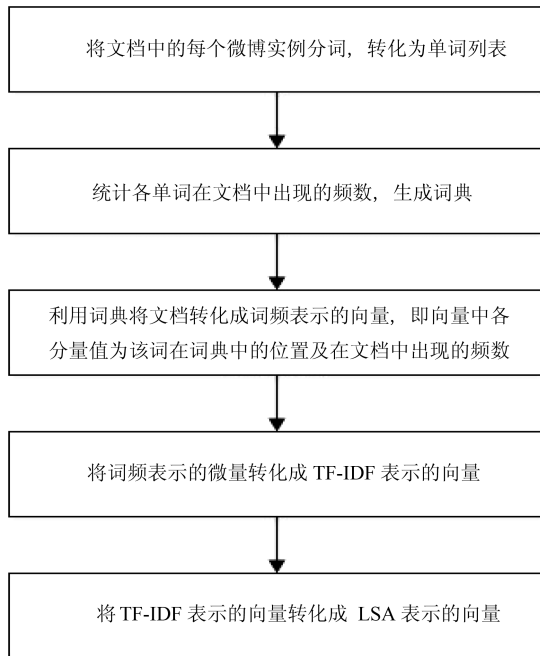 将文档中的每个微博实例分词，转化为单词列表
统计各单词在文档中出现的频数，生成词典
利用词典将文档转化成词频表示的向量，即向量中各
分量值为该词在词典中的位置及在文档中出现的频数
将词频表示的微量转化成 TF-IDF 表示的向量
将 TF-IDF 表示的向量转化成 LSA 表示的向量